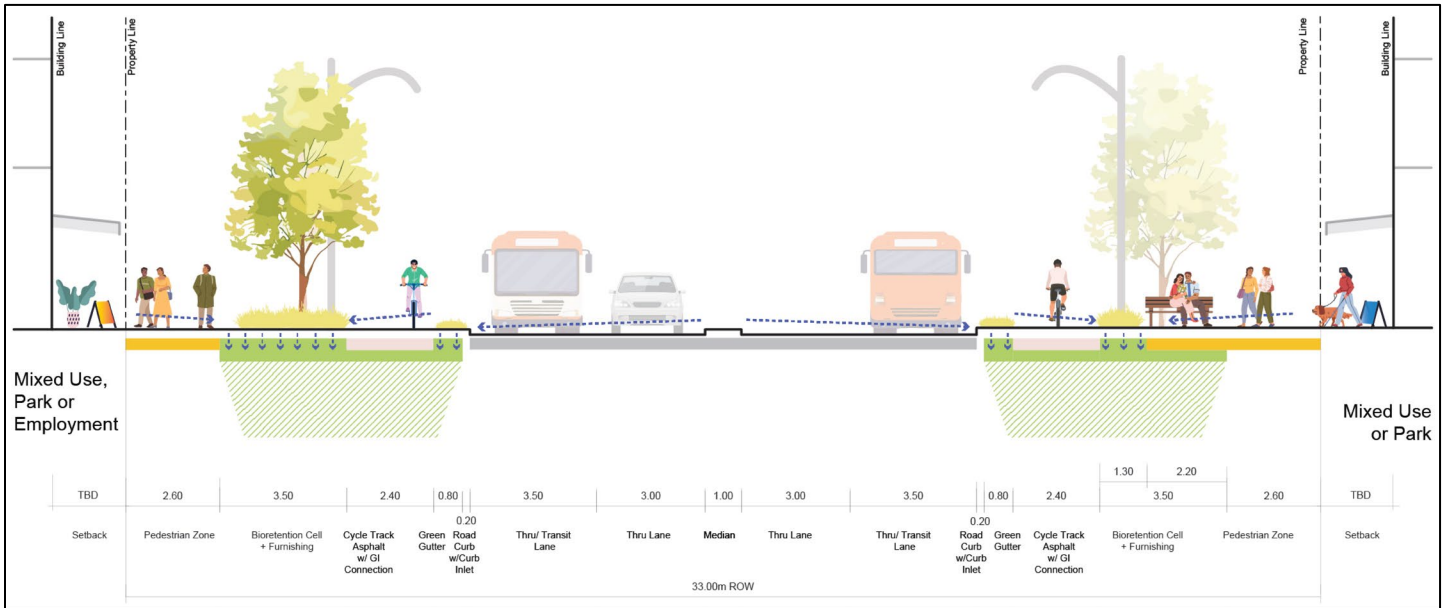 Building Line
Property Line
Property Line
Building Line
Mixed Use,
Park or
Employment
Mixed Use
or Park
1.30
2.20
TBD
2.60
3.50
2.40
0.80
0.20
3.50
3.00
1.00
3.00
3.50
0.20
0.80
2.40
3.50
2.60
TBD
Setback
Pedestrian Zone
Bioretention Cell
+ Furnishing
Cycle Track
Asphalt
w/ GI
Connection
Green
Gutter
Road
Curb
w/Curb
Inlet
Thru/ Transit
Lane
Thru Lane
Median
Thru Lane
Thru/ Transit
Lane
Road
Curb
w/Curb
Inlet
Green
Gutter
Cycle Track
Asphalt
w/ GI
Connection
Bioretention Cell
+ Furnishing
Pedestrian Zone
Setback
33.00m ROW